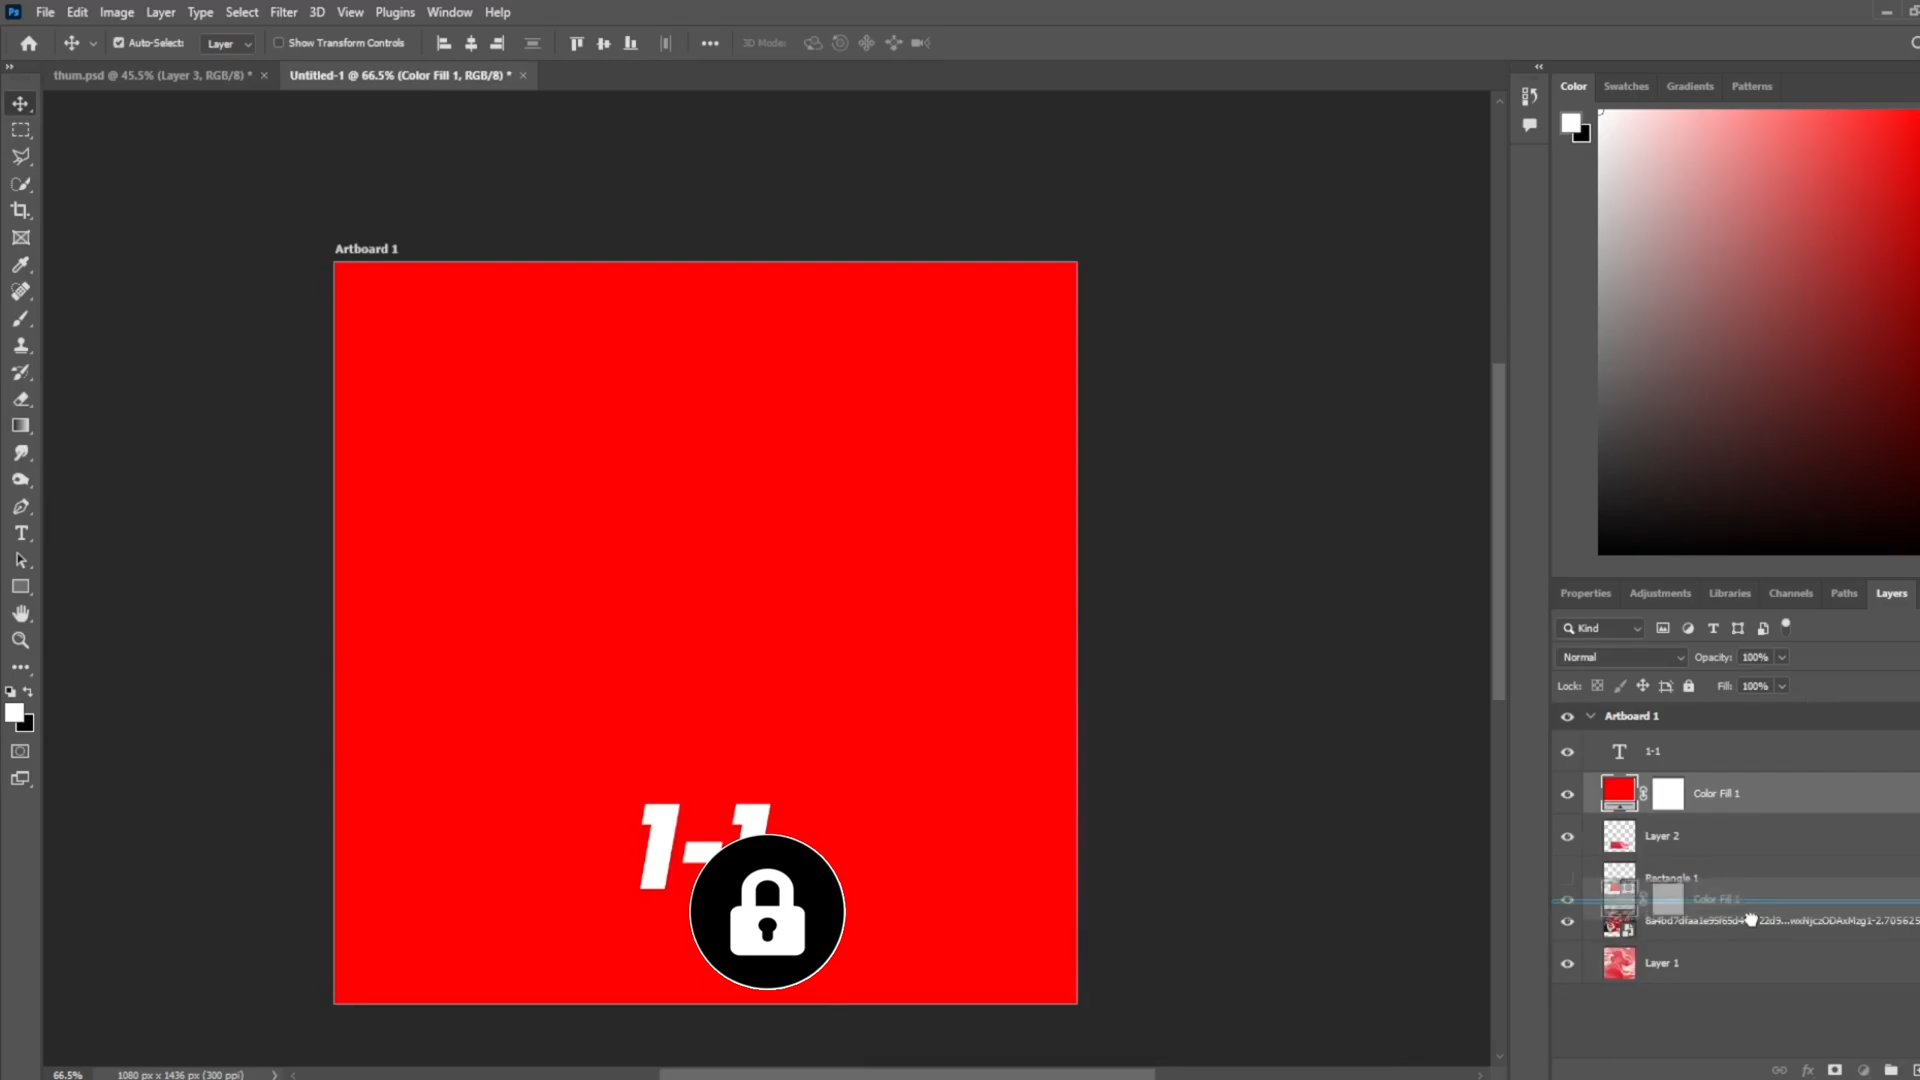 Ps File Edit Image Layer Type Select Filter 3D View Plugins Window Help
Auto-Select: Layer Show Transform Controls 3D Mode:
thum.psd @ 45.5% (Layer 3, RGB/8) * × Untitled-1 @ 66.5% (Color Fill 1, RGB/8) * ×
Color Swatches Gradients Patterns
Artboard 1
1-1
Properties Adjustments Libraries Channels Paths Layers
Kind
Normal Opacity: 100%
Lock: Fill: 100%
Artboard 1
T 1-1
Color Fill 1
Layer 2
Rectangle 1
Color Fill 1
Layer 1
66.5% 1080 px x 1436 px (300 ppi)